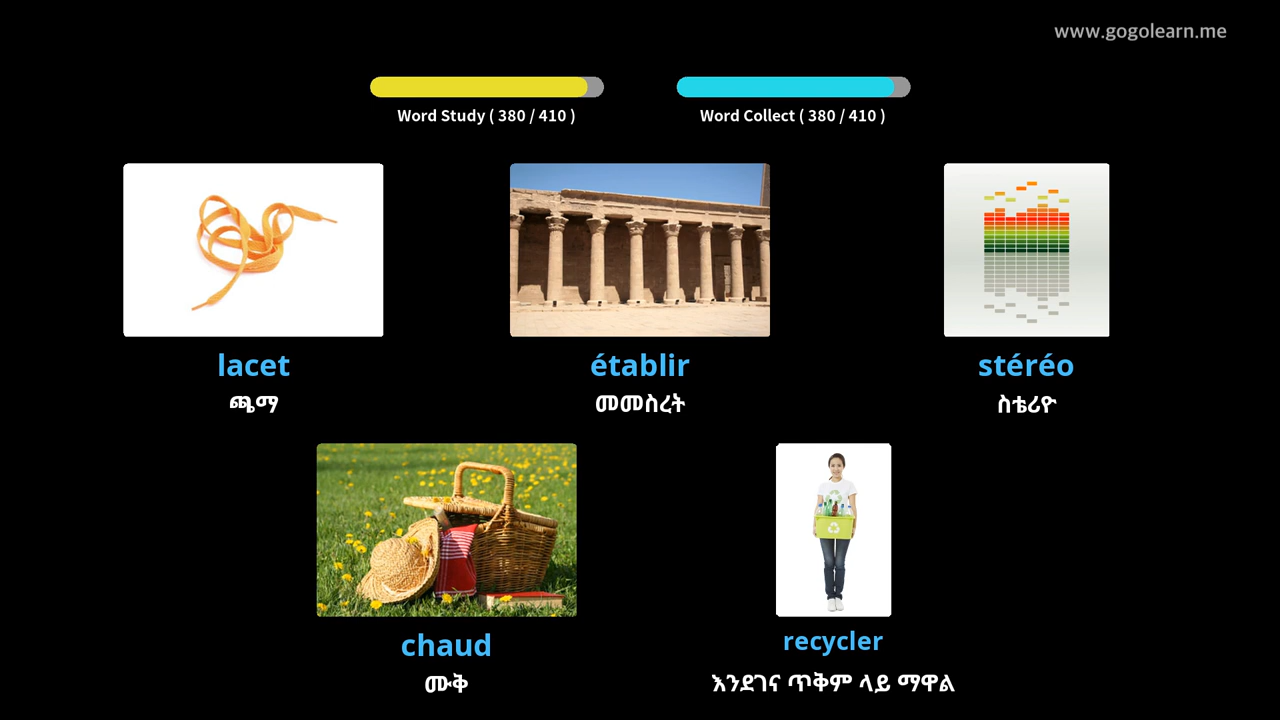 www.gogolearn.me
Word Study ( 380 / 410 )
Word Collect ( 380 / 410 )
lacet
ጫማ
établir
መመስረት
stéréo
ስቴሪዮ
chaud
ሙቅ
recycler
እንደገና ጥቅም ላይ ማዋል